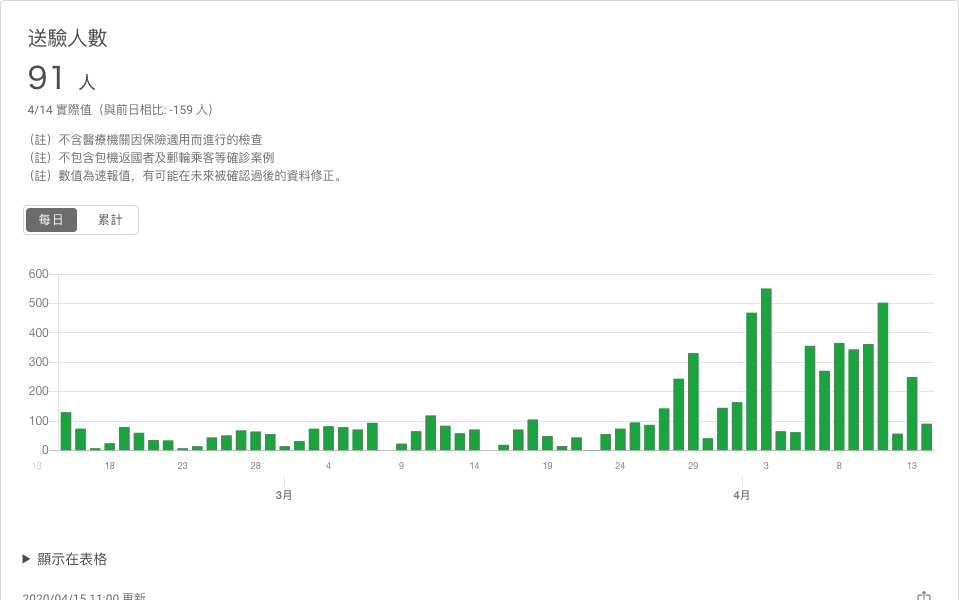 送驗人數
91 人
4/14 實際值（與前日相比: -159 人）
（註）不含醫療機關因保險適用而進行的檢查
（註）不包含包機返國者及郵輪乘客等確診案例
（註）數值為速報值，有可能在未來被確認過後的資料修正。
每日 累計
600
500
400
300
200
100
0
13 18 23 28 4 9 14 19 24 29 3 8 13
3月 4月
▶ 顯示在表格
2020/04/15 11:00 更新